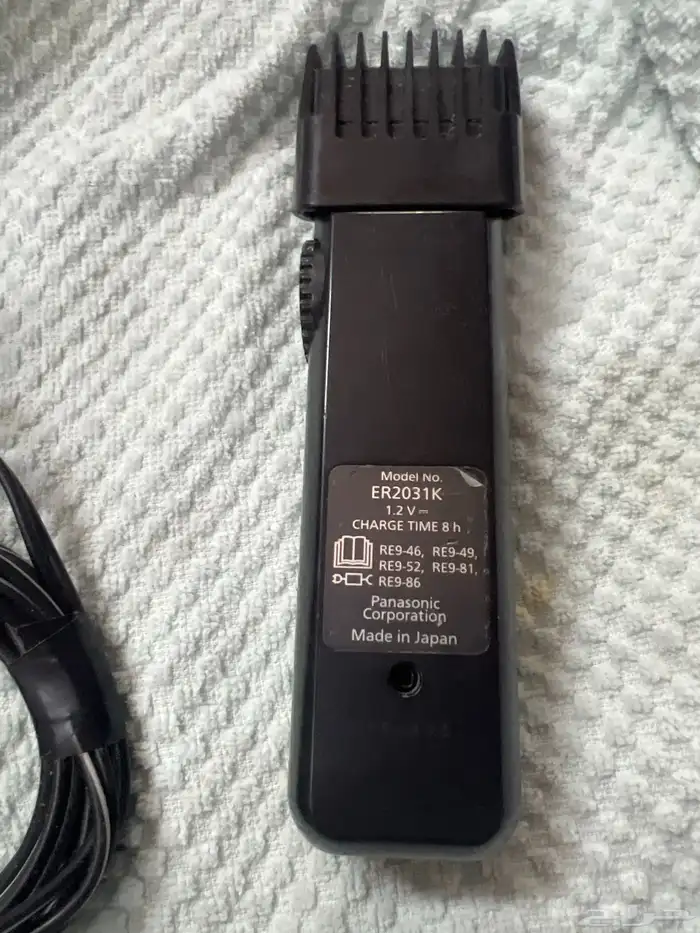 Model No.
ER2031K
1.2 V ⎓
CHARGE TIME 8 h
RE9-46, RE9-49,
RE9-52, RE9-81,
RE9-86
Panasonic
Corporation
Made in Japan